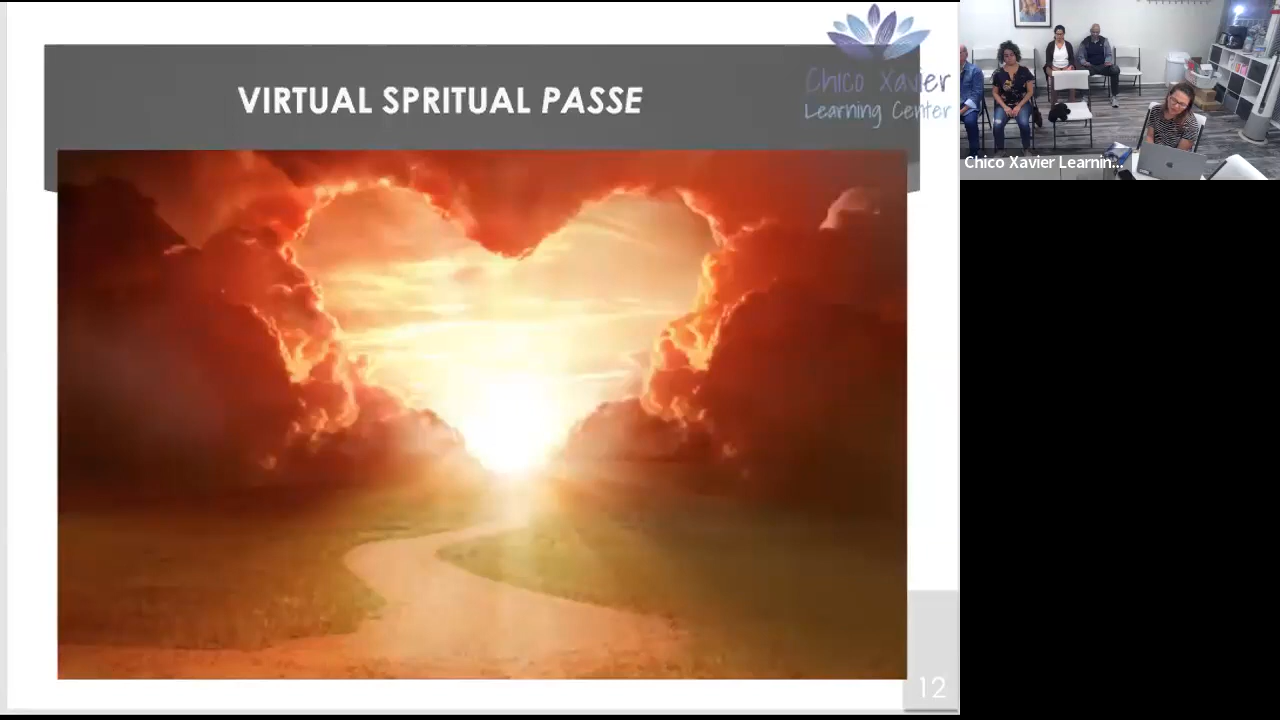 VIRTUAL SPRITUAL PASSE
Chico Xavier
Learning Center
Chico Xavier Learnin...
12